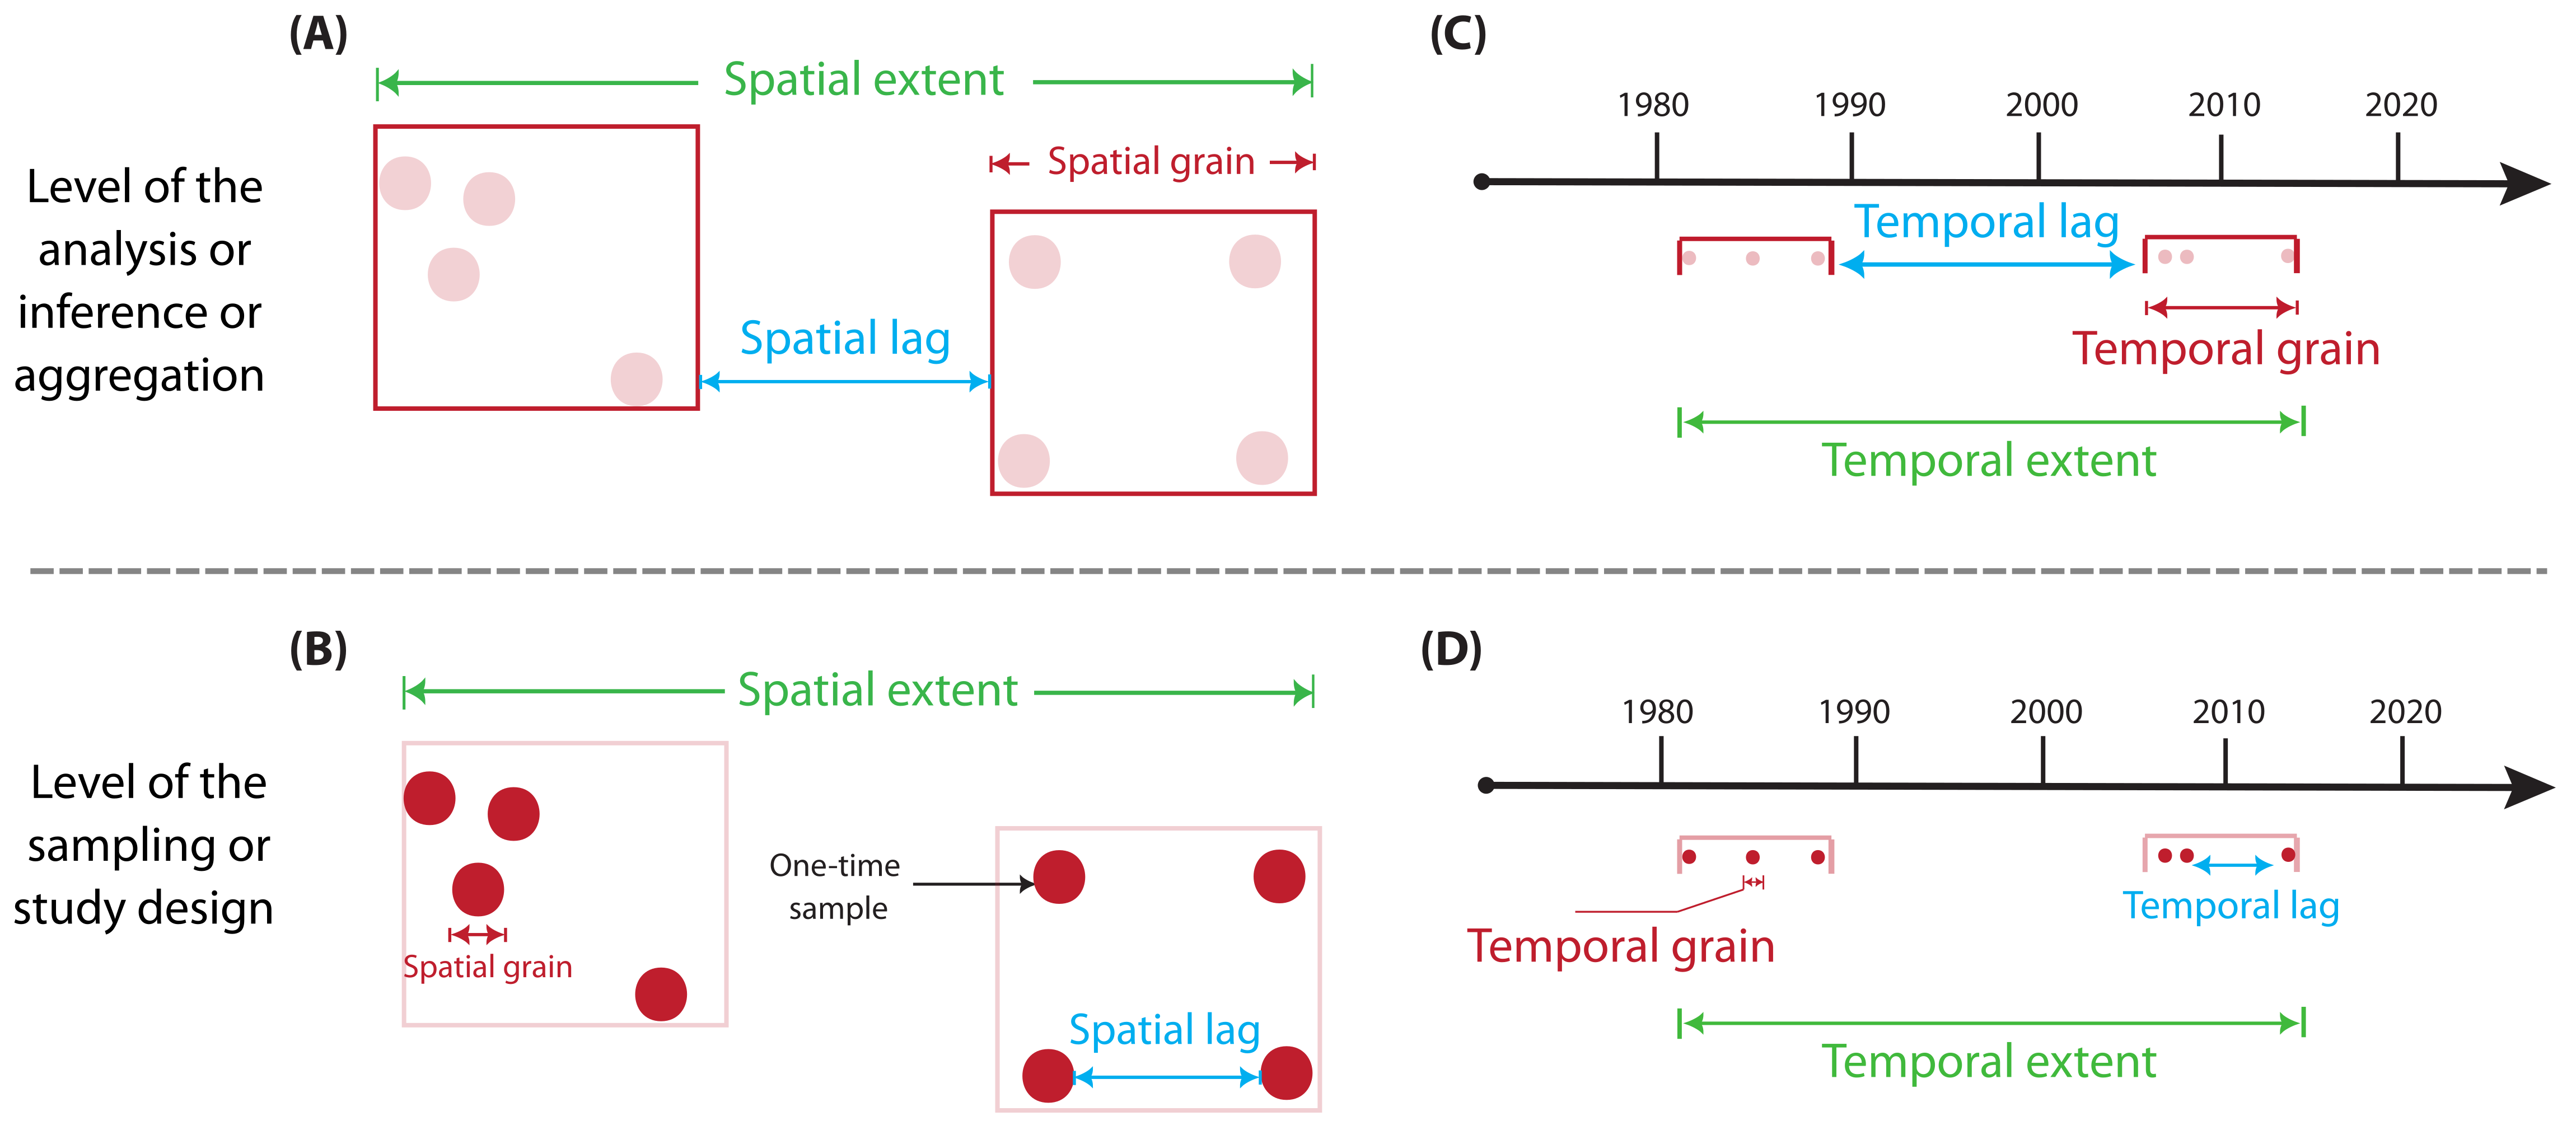 (A)
Spatial extent
Spatial grain
Level of the
analysis or
inference or
aggregation
Spatial lag
(C)
1980 1990 2000 2010 2020
Temporal lag
Temporal grain
Temporal extent
(B)
Spatial extent
Level of the
sampling or
study design
Spatial grain
One-time
sample
Spatial lag
(D)
1980 1990 2000 2010 2020
Temporal grain
Temporal lag
Temporal extent